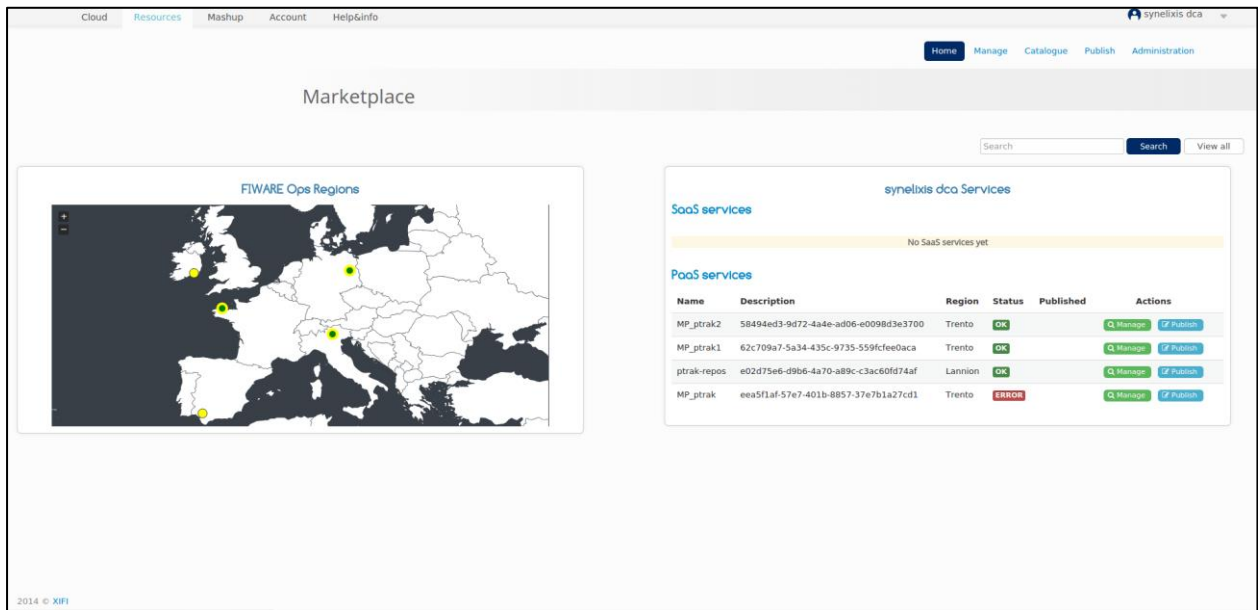 Cloud Resources Mashup Account Help&info synelixis dca
Home Manage Catalogue Publish Administration
Marketplace
Search Search View all
FIWARE Ops Regions
+
−
synelixis dca Services
SaaS services
No SaaS services yet
PaaS services
Name Description Region Status Published Actions
MP_ptrak2 58494ed3-9d72-4a4e-ad06-e0098d3e3700 Trento OK Manage Publish
MP_ptrak1 62c709a7-5a34-435c-9735-559fcfee0aca Trento OK Manage Publish
ptrak-repos e02d75e6-d9b6-4a70-a89c-c3ac60fd74af Lannion OK Manage Publish
MP_ptrak eea5f1af-57e7-401b-8857-37e7b1a27cd1 Trento ERROR Manage Publish
2014 © XIFI